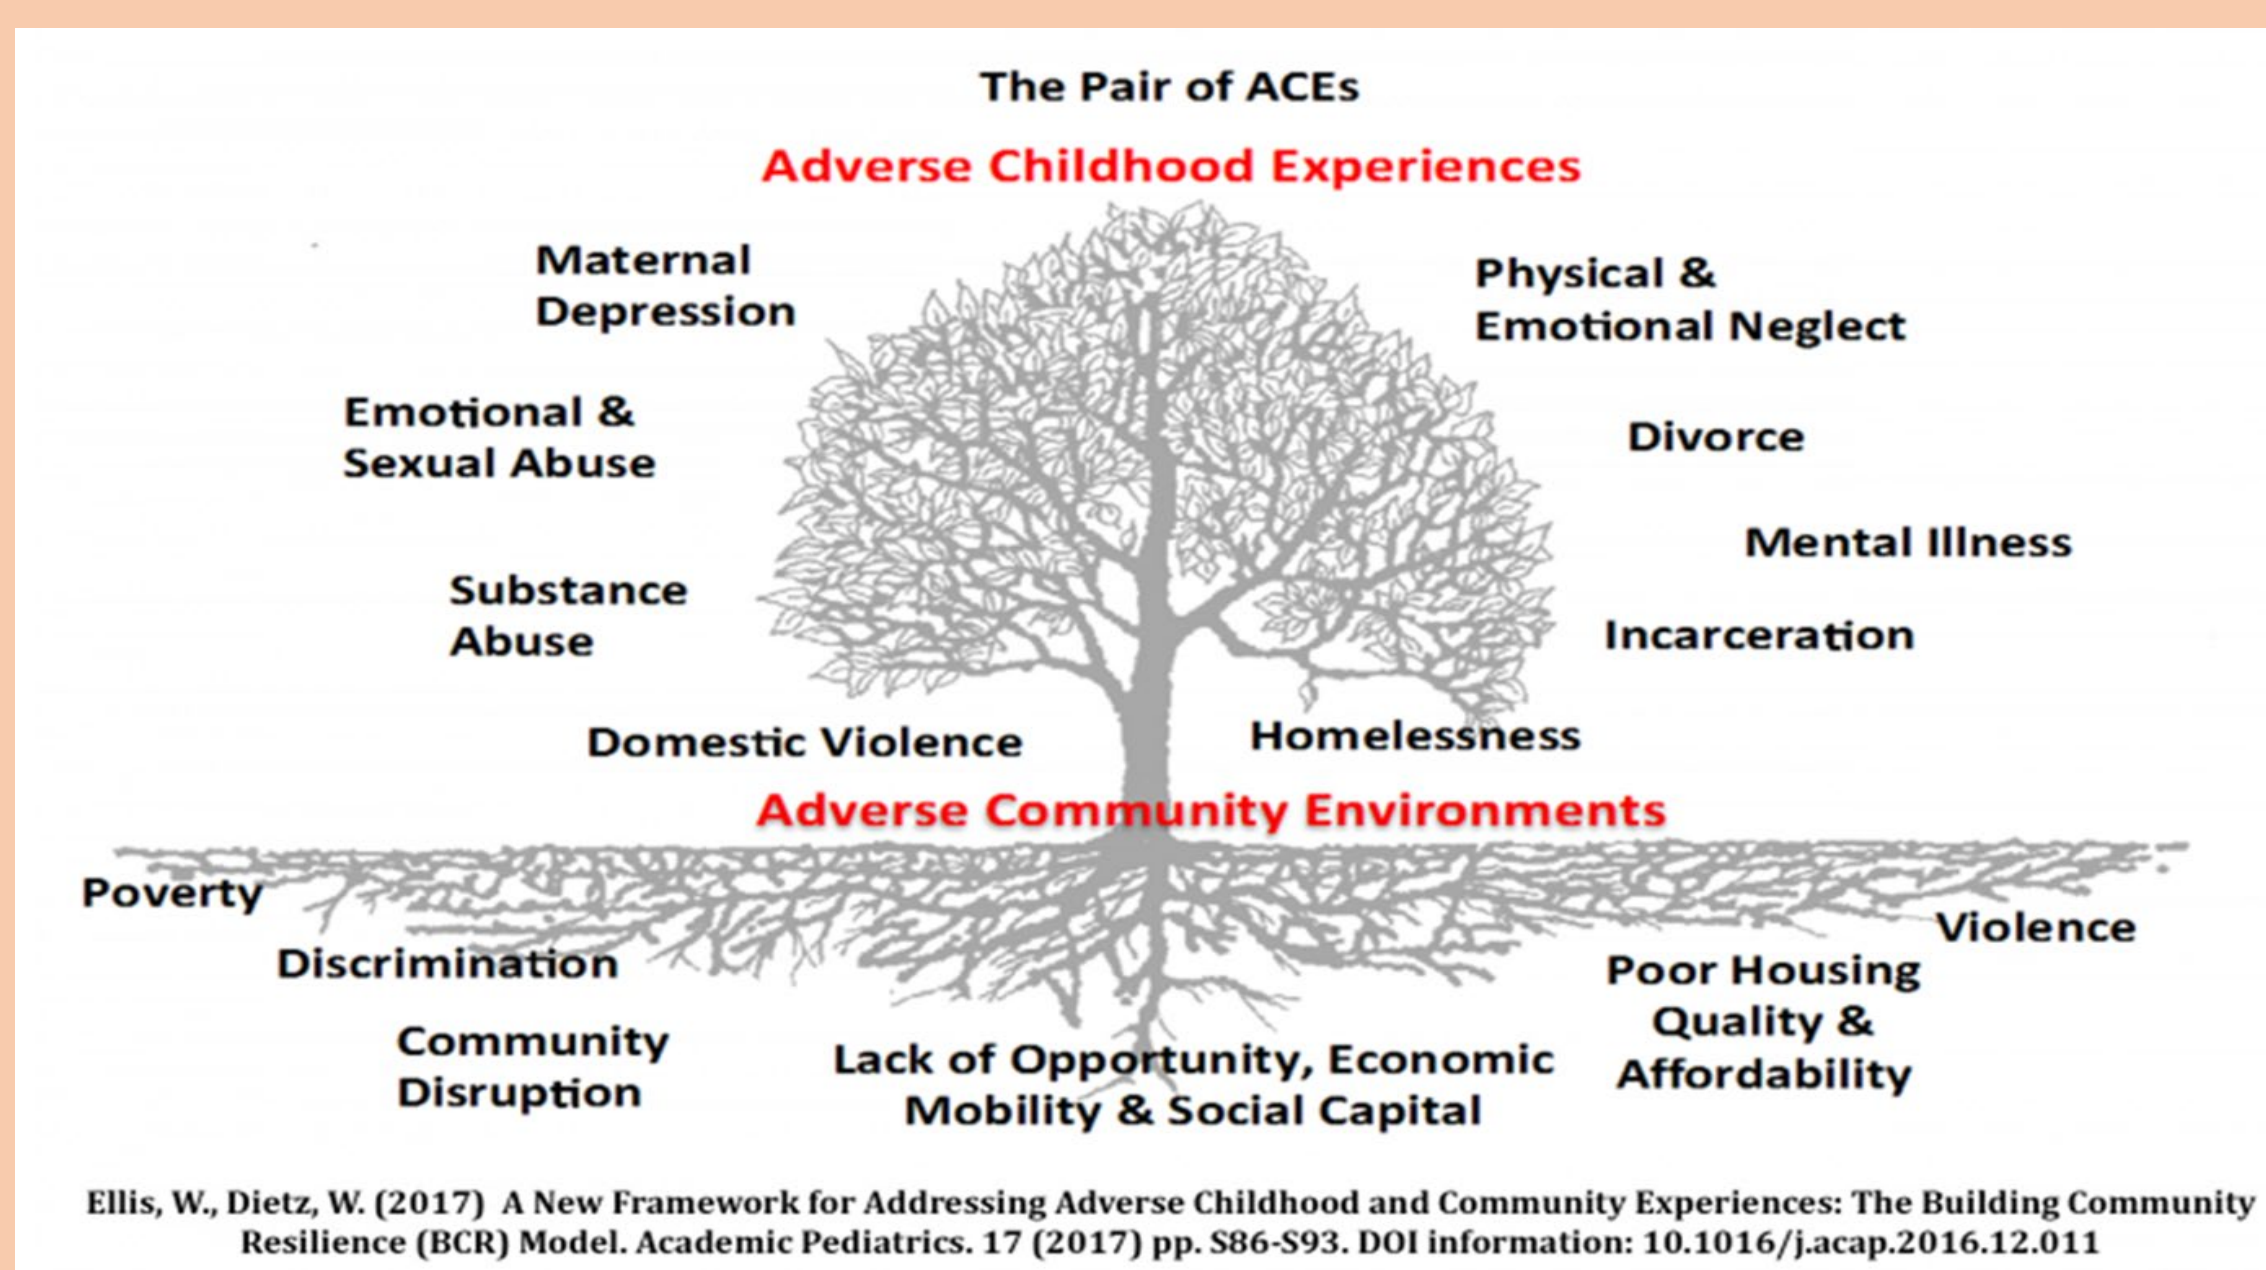 The Pair of ACEs
Adverse Childhood Experiences
Maternal
Depression
Physical &
Emotional Neglect
Emotional &
Sexual Abuse
Divorce
Mental Illness
Substance
Abuse
Incarceration
Domestic Violence
Homelessness
Adverse Community Environments
Poverty
Violence
Discrimination
Poor Housing
Quality &
Affordability
Community
Disruption
Lack of Opportunity, Economic
Mobility & Social Capital
Ellis, W., Dietz, W. (2017) A New Framework for Addressing Adverse Childhood and Community Experiences: The Building Community
Resilience (BCR) Model. Academic Pediatrics. 17 (2017) pp. S86-S93. DOI information: 10.1016/j.acap.2016.12.011